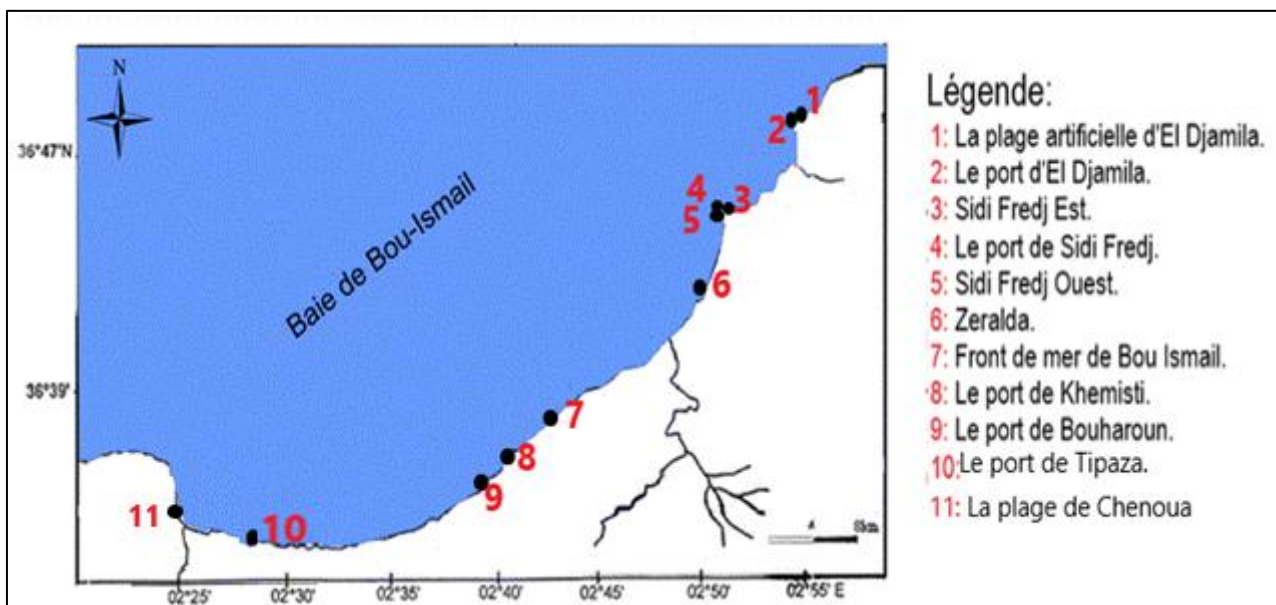 N
36°47'N
36°39'
Baie de Bou-Ismail
1
2
4
3
5
6
7
8
9
11
10
8km
02°25'
02°30'
02°35'
02°40'
02°45'
02°50'
02°55' E
Légende:
1: La plage artificielle d'El Djamila.
2: Le port d'El Djamila.
3: Sidi Fredj Est.
4: Le port de Sidi Fredj.
5: Sidi Fredj Ouest.
6: Zeralda.
7: Front de mer de Bou Ismail.
8: Le port de Khemisti.
9: Le port de Bouharoun.
10:Le port de Tipaza.
11: La plage de Chenoua